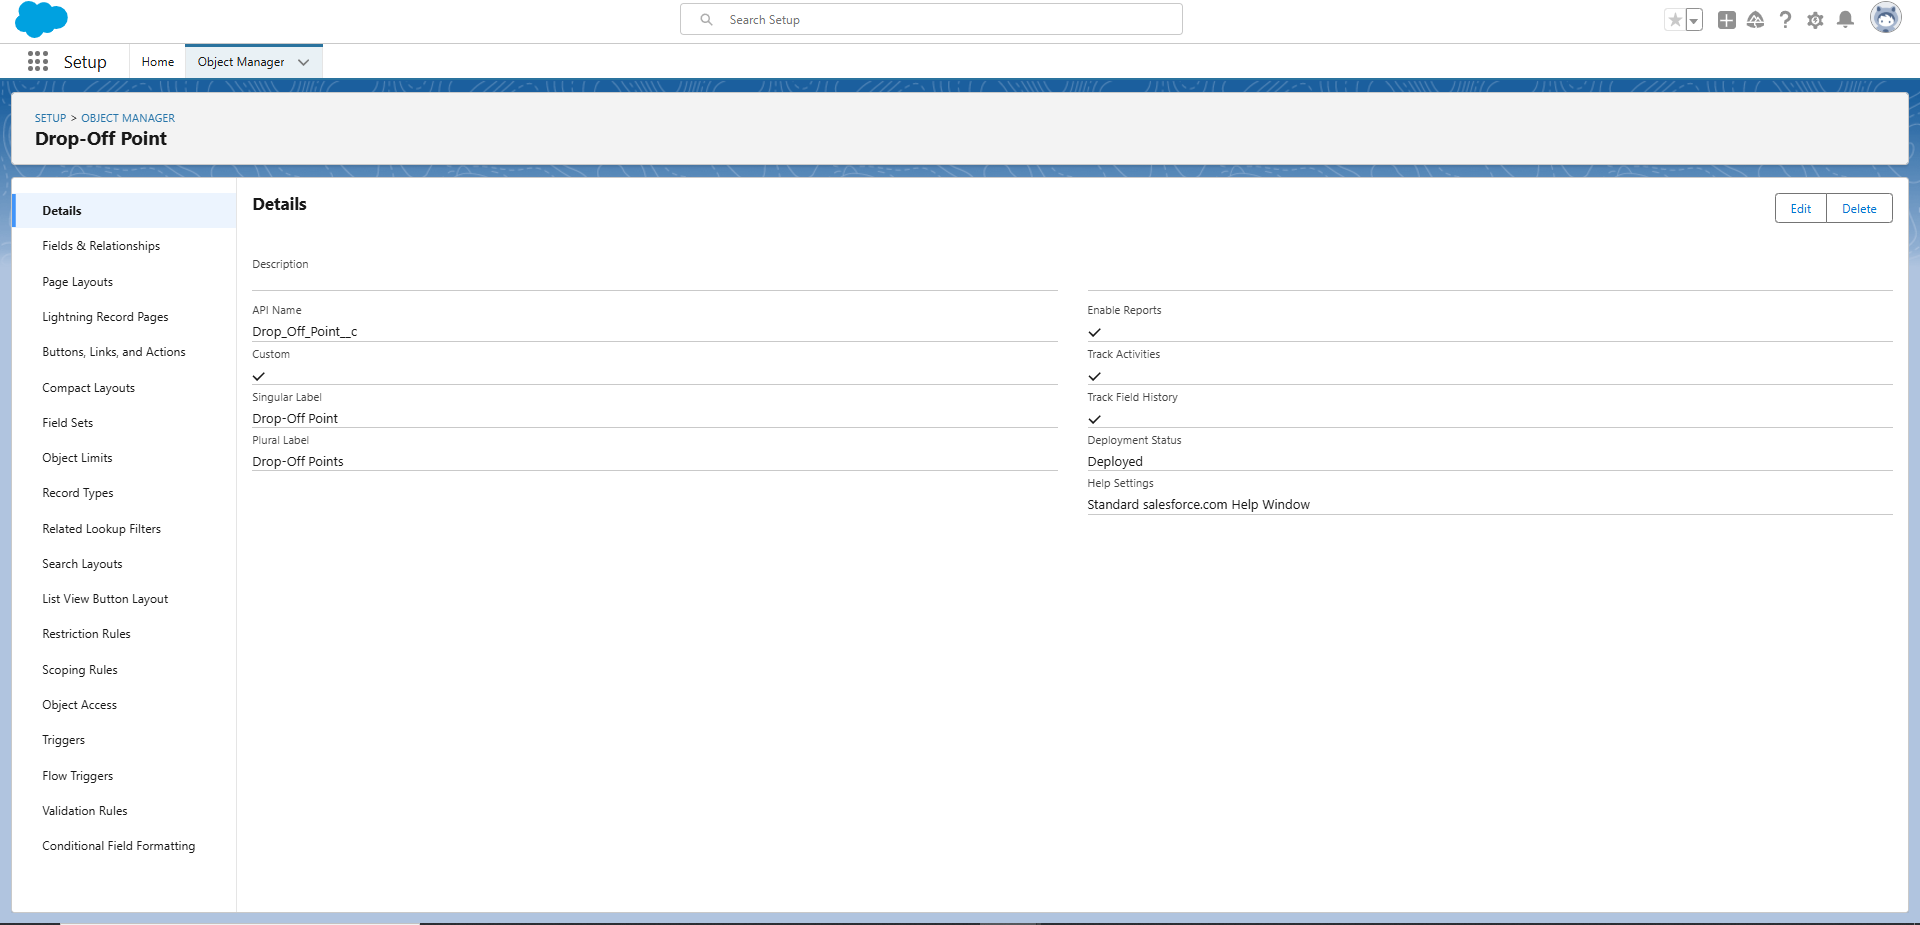 Search Setup
Setup
Home
Object Manager
SETUP > OBJECT MANAGER
Drop-Off Point
Details
Fields & Relationships
Page Layouts
Lightning Record Pages
Buttons, Links, and Actions
Compact Layouts
Field Sets
Object Limits
Record Types
Related Lookup Filters
Search Layouts
List View Button Layout
Restriction Rules
Scoping Rules
Object Access
Triggers
Flow Triggers
Validation Rules
Conditional Field Formatting
Details
Edit
Delete
Description
API Name
Drop_Off_Point__c
Custom
Singular Label
Drop-Off Point
Plural Label
Drop-Off Points
Enable Reports
Track Activities
Track Field History
Deployment Status
Deployed
Help Settings
Standard salesforce.com Help Window